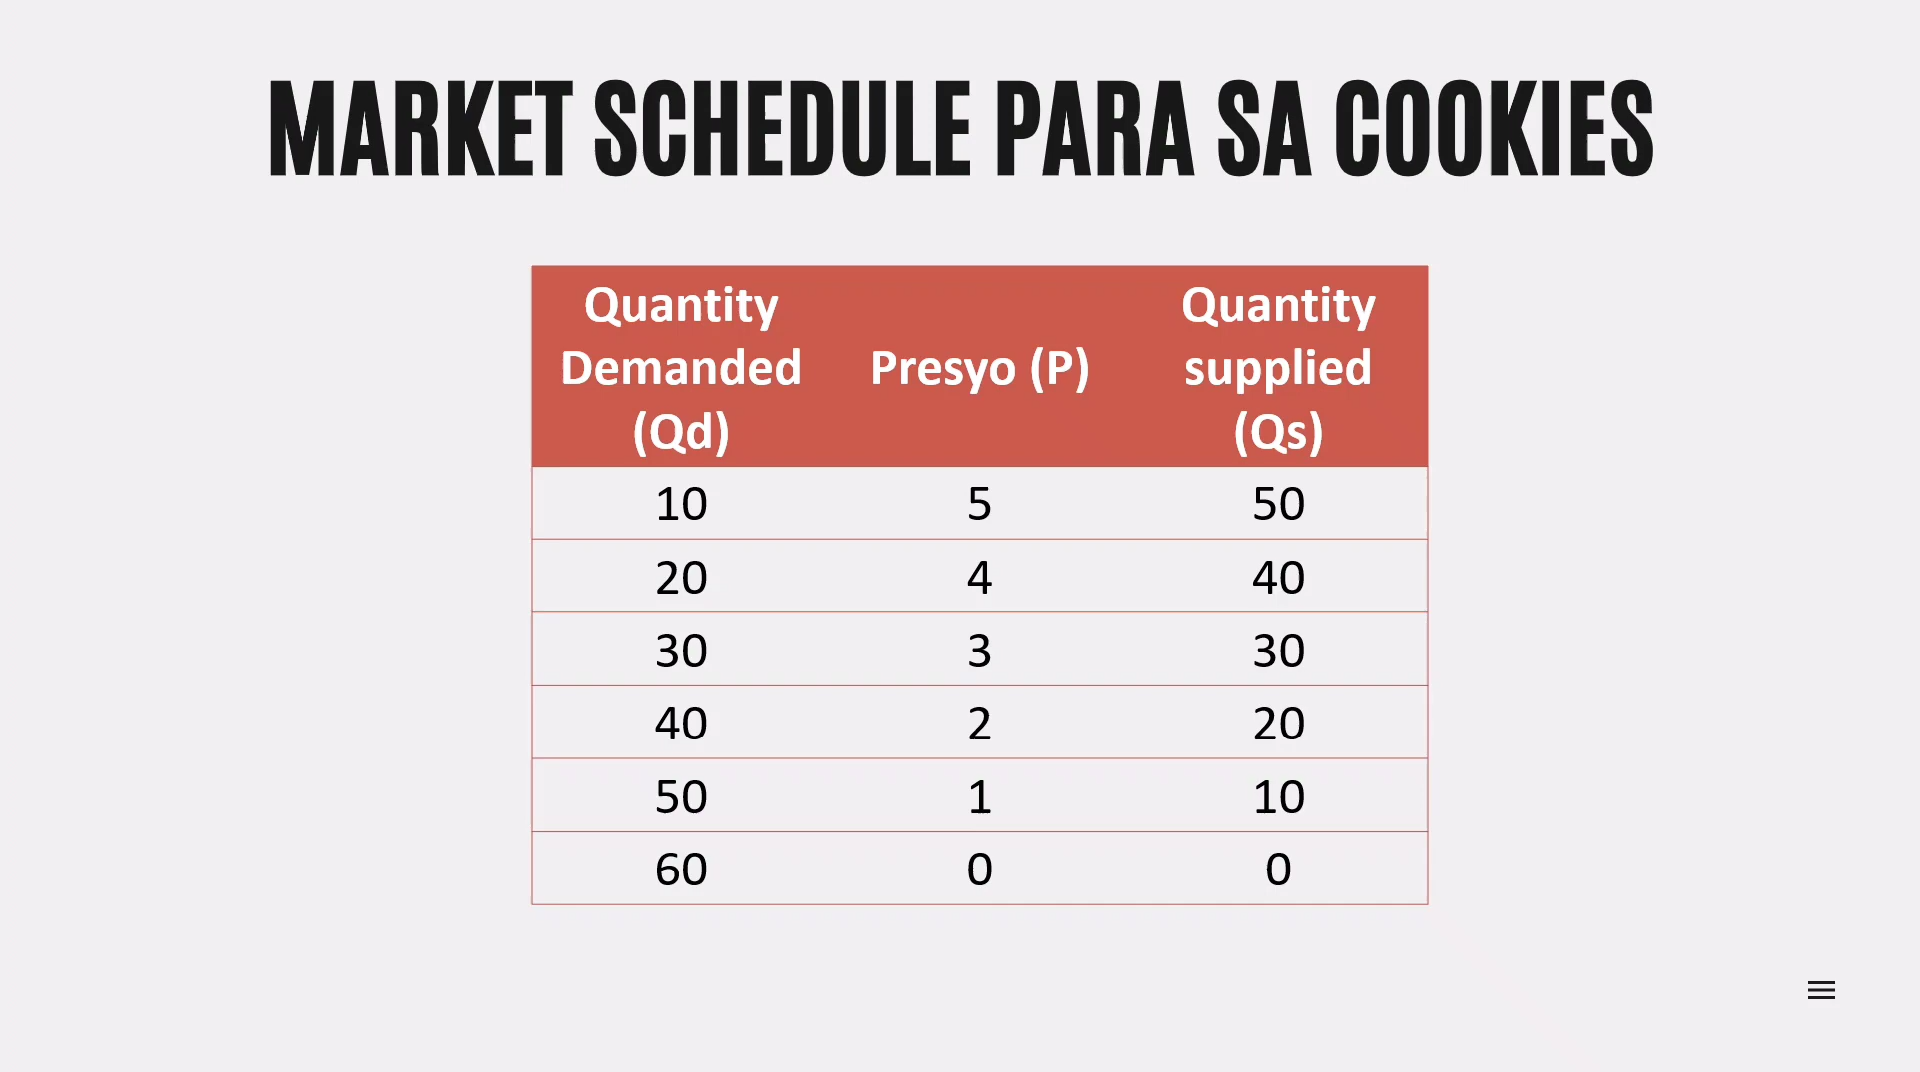 MARKET SCHEDULE PARA SA COOKIES
Quantity Demanded (Qd) Presyo (P) Quantity supplied (Qs)
10 5 50
20 4 40
30 3 30
40 2 20
50 1 10
60 0 0